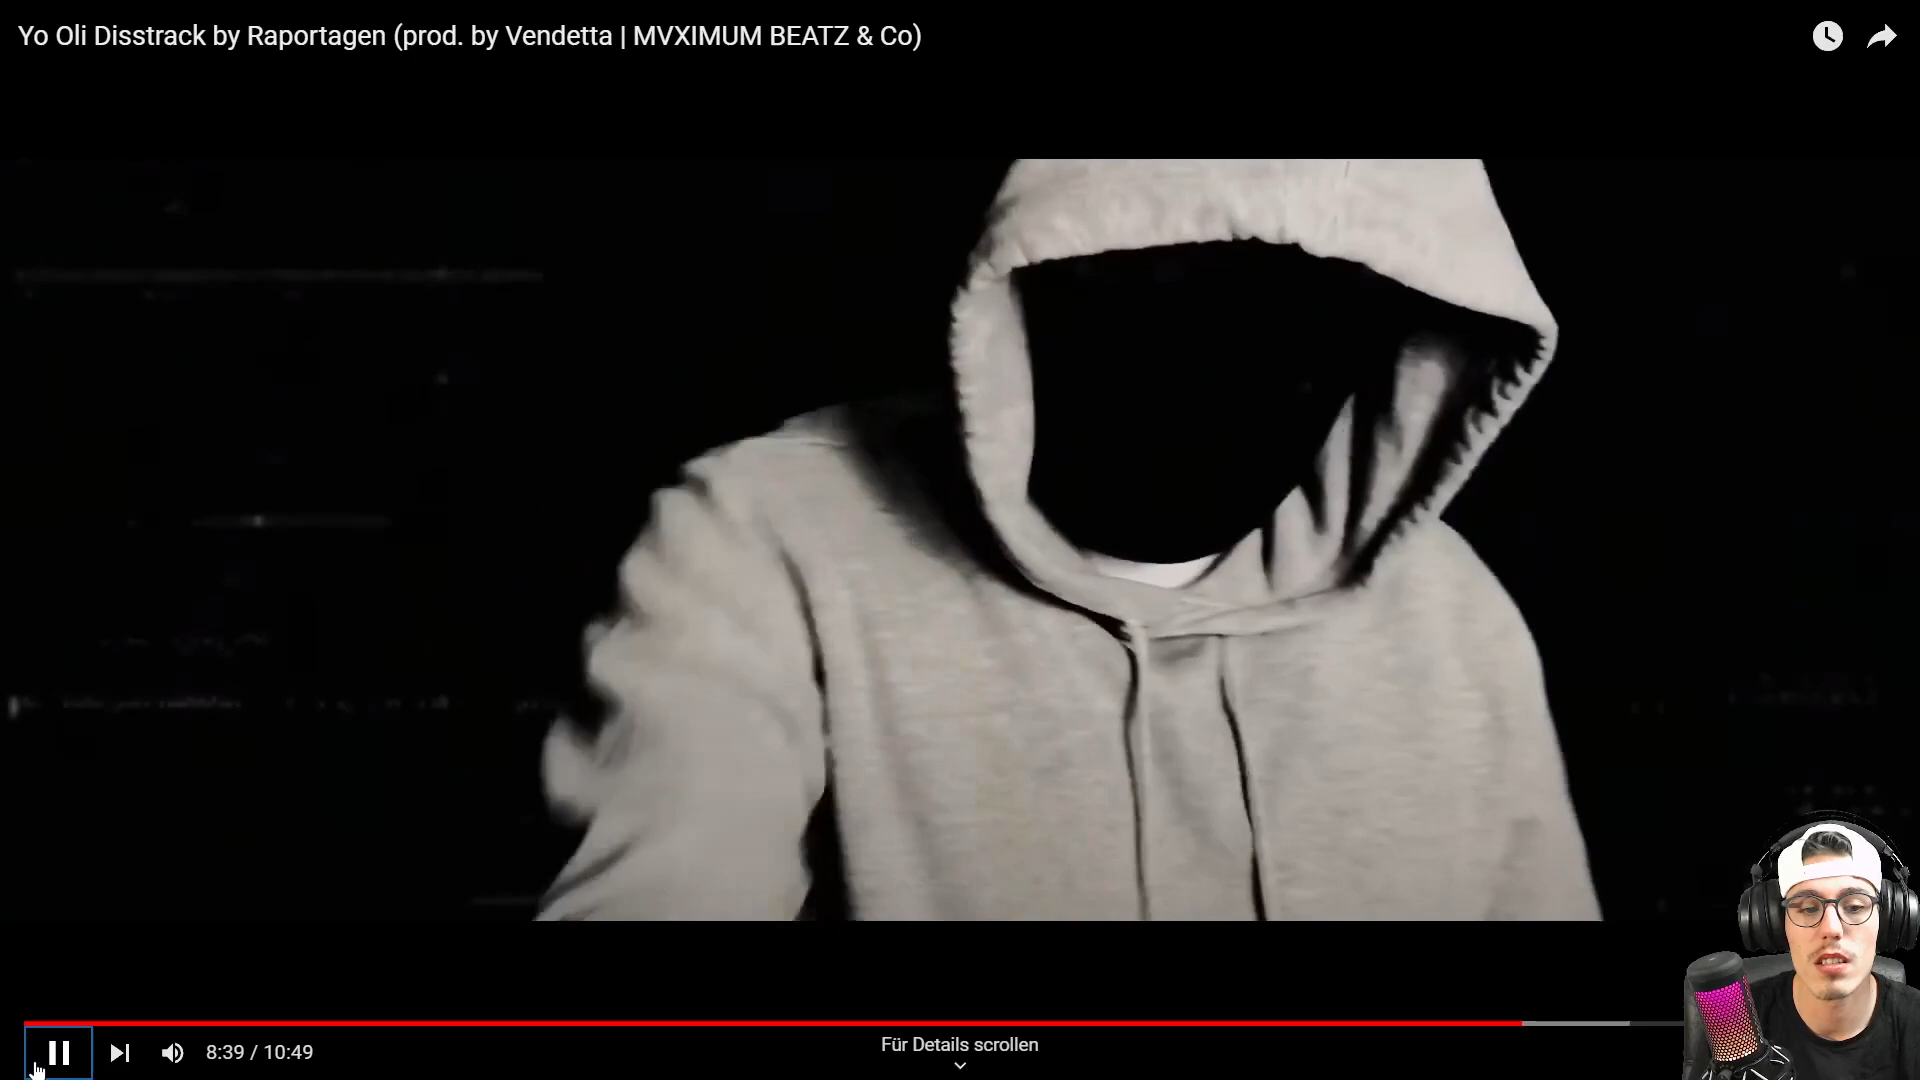 Yo Oli Disstrack by Raportagen (prod. by Vendetta | MVXIMUM BEATZ & Co)
8:39 / 10:49
Für Details scrollen